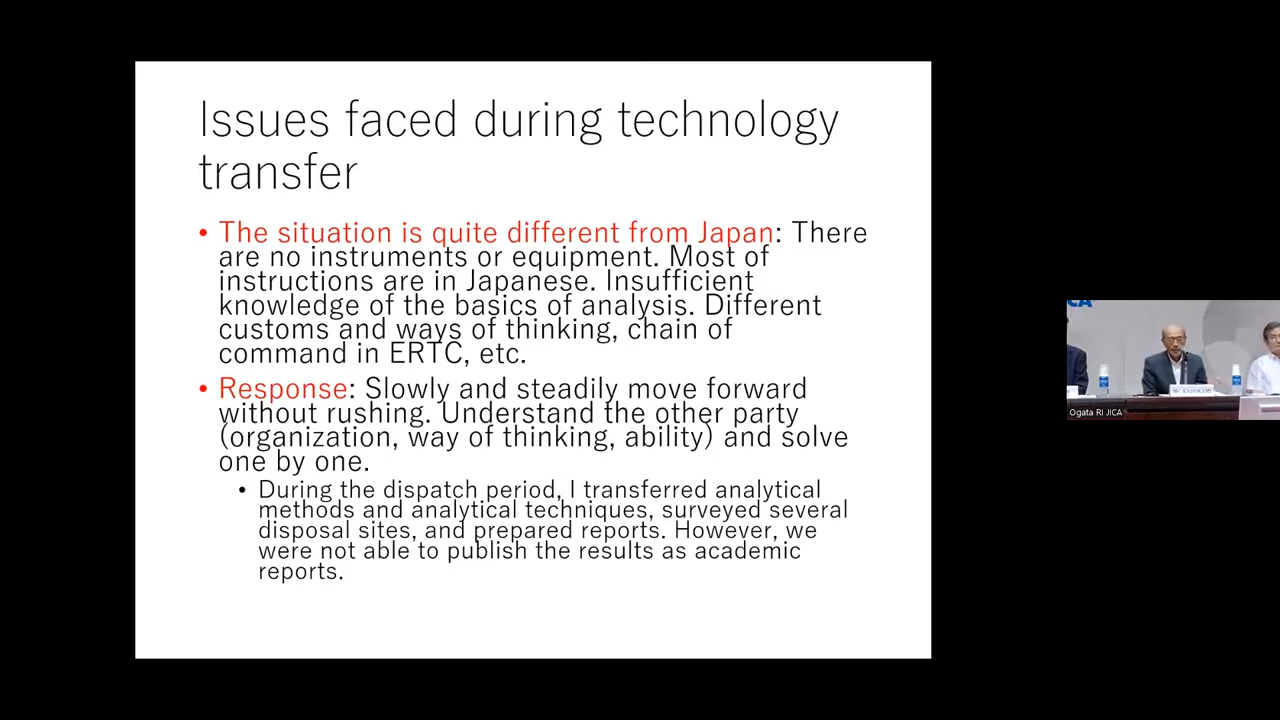 Issues faced during technology
transfer
• The situation is quite different from Japan: There
are no instruments or equipment. Most of
instructions are in Japanese. Insufficient
knowledge of the basics of analysis. Different
customs and ways of thinking, chain of
command in ERTC, etc.
• Response: Slowly and steadily move forward
without rushing. Understand the other party
(organization, way of thinking, ability) and solve
one by one.
• During the dispatch period, I transferred analytical
methods and analytical techniques, surveyed several
disposal sites, and prepared reports. However, we
were not able to publish the results as academic
reports.
Ogata RI JICA